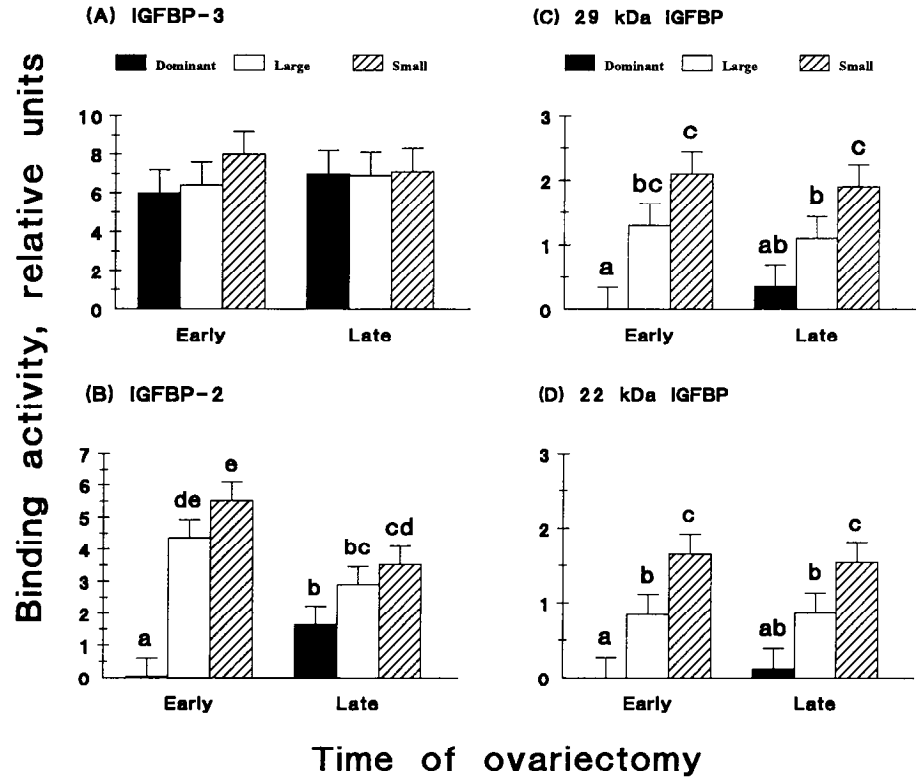 Binding activity, relative units
(A) IGFBP-3
Dominant Large Small
10
8
6
4
2
0
Early Late
(C) 29 kDa IGFBP
Dominant Large Small
3
2
1
0
a bc c ab b c
Early Late
(B) IGFBP-2
7
6
5
4
3
2
1
0
a de e b bc cd
Early Late
(D) 22 kDa IGFBP
3
2
1
0
a b c ab b c
Early Late
Time of ovariectomy